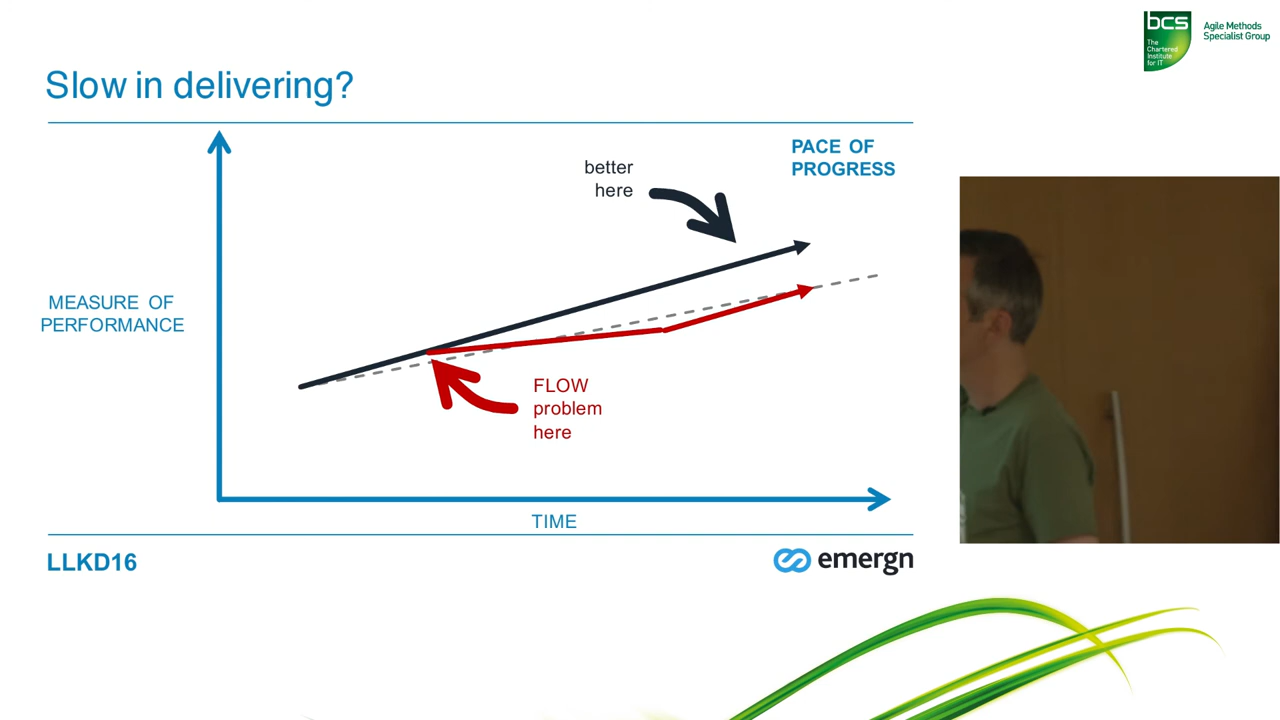 bcs
The
Chartered
Institute
for IT
Agile Methods
Specialist Group
Slow in delivering?
PACE OF
PROGRESS
better
here
MEASURE OF
PERFORMANCE
FLOW
problem
here
TIME
LLKD16
emergn